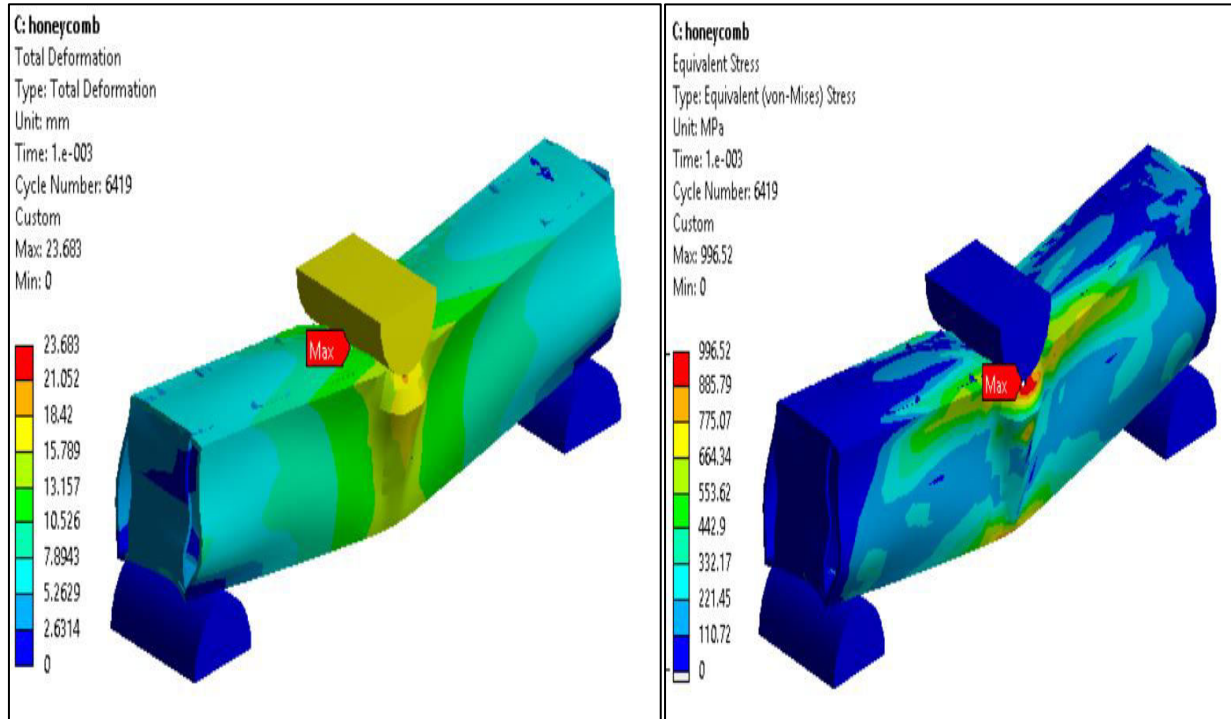 C: honeycomb
Total Deformation
Type: Total Deformation
Unit: mm
Time: 1.e-003
Cycle Number: 6419
Custom
Max: 23.683
Min: 0
23.683
21.052
18.42
15.789
13.157
10.526
7.8943
5.2629
2.6314
0
Max
C: honeycomb
Equivalent Stress
Type: Equivalent (von-Mises) Stress
Unit: MPa
Time: 1.e-003
Cycle Number: 6419
Custom
Max: 996.52
Min: 0
996.52
885.79
775.07
664.34
553.62
442.9
332.17
221.45
110.72
0
Max